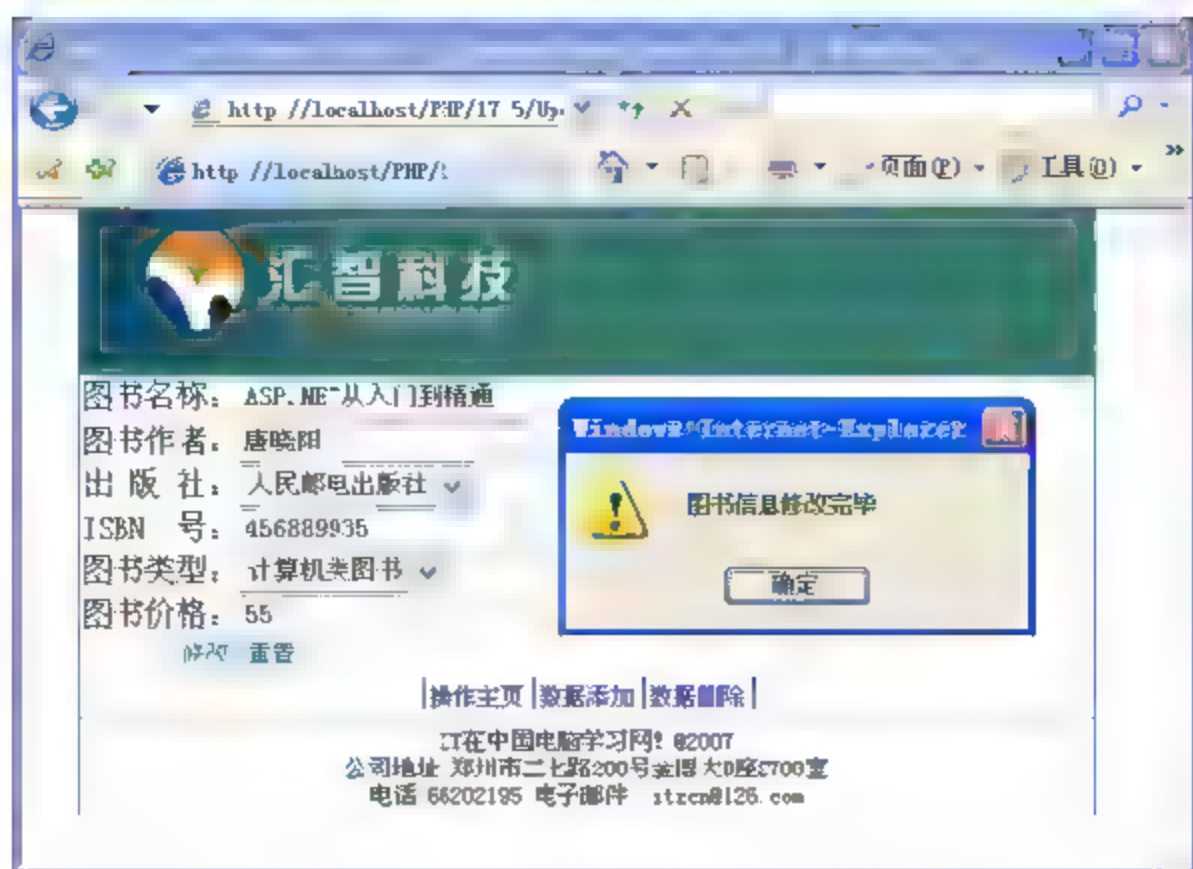 http //localhost/PHP/17 5/Up
http //localhost/PHP/
页面(P)
工具(O)
汇智科技
图书名称： ASP.NET从入门到精通
图书作者： 唐晓阳
出 版 社： 人民邮电出版社
ISBN 号： 456889935
图书类型： 计算机类图书
图书价格： 55
修改 重置
Windows Internet Explorer
图书信息修改完毕
确定
|操作主页|数据添加|数据删除|
IT在中国电脑学习网! @2007
公司地址 郑州市二七路200号金博大 座 700室
电话 66202195 电子邮件 itzcn@126.com